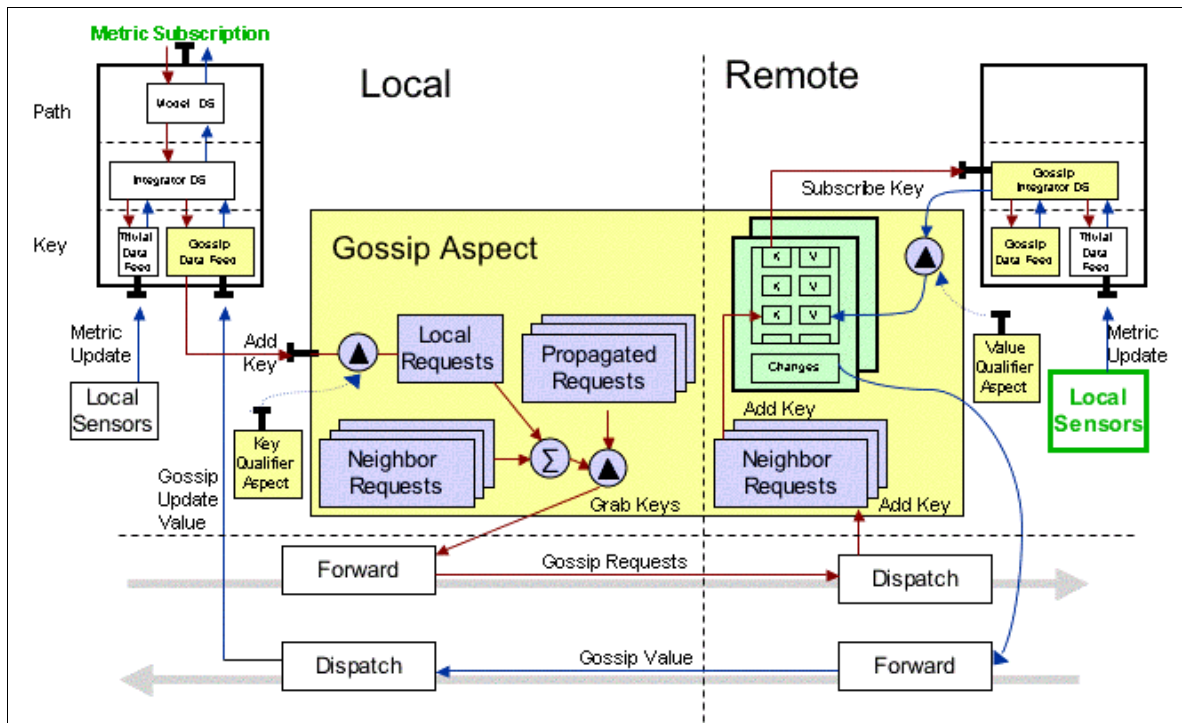 Metric Subscription
Local
Remote
Path
Model DS
Integrator DS
Key
Trivial
Data
Feed
Gossip
Data Feed
Gossip
Integrator DS
Gossip
Data Feed
Trivial
Data
Feed
Subscribe Key
Gossip Aspect
K
V
K
V
K
V
Changes
Metric
Update
Add
Key
Local
Requests
Propagated
Requests
Value
Qualifier
Aspect
Metric
Update
Local
Sensors
Local
Sensors
Key
Qualifier
Aspect
Neighbor
Requests
Σ
Add Key
Neighbor
Requests
Gossip
Update
Value
Grab Keys
Add Key
Forward
Gossip Requests
Dispatch
Dispatch
Gossip Value
Forward